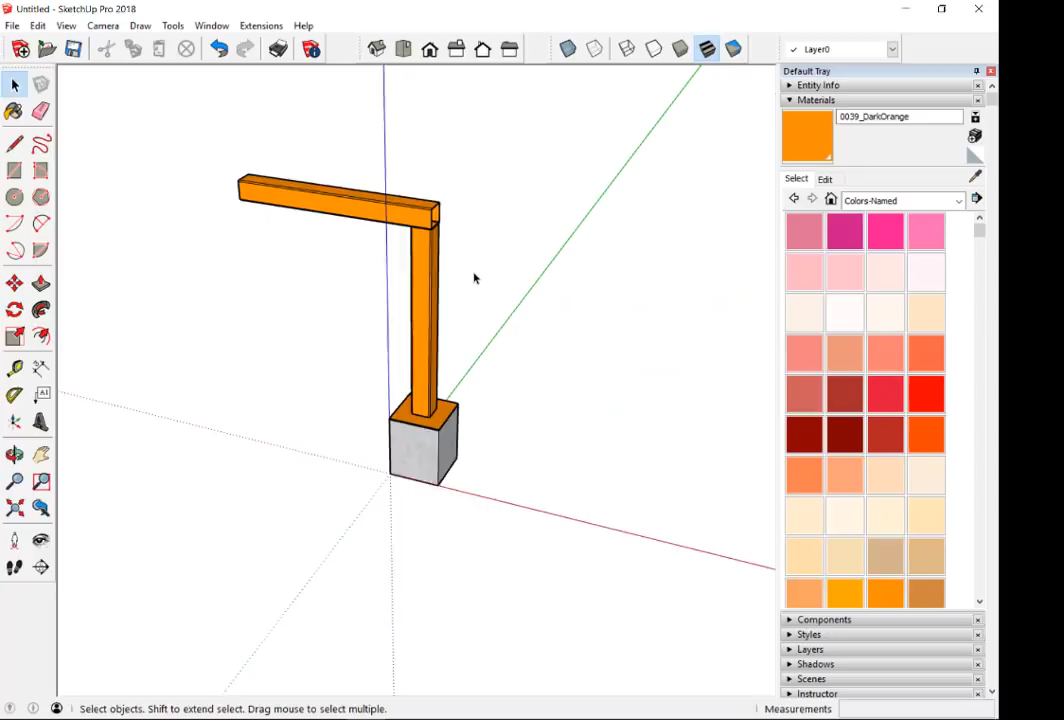 Untitled - SketchUp Pro 2018
File Edit View Camera Draw Tools Window Extensions Help
Layer0
Default Tray
Entity Info
Materials
0039_DarkOrange
Select Edit
Colors-Named
A1
Components
Styles
Layers
Shadows
Scenes
Instructor
Select objects. Shift to extend select. Drag mouse to select multiple.
Measurements